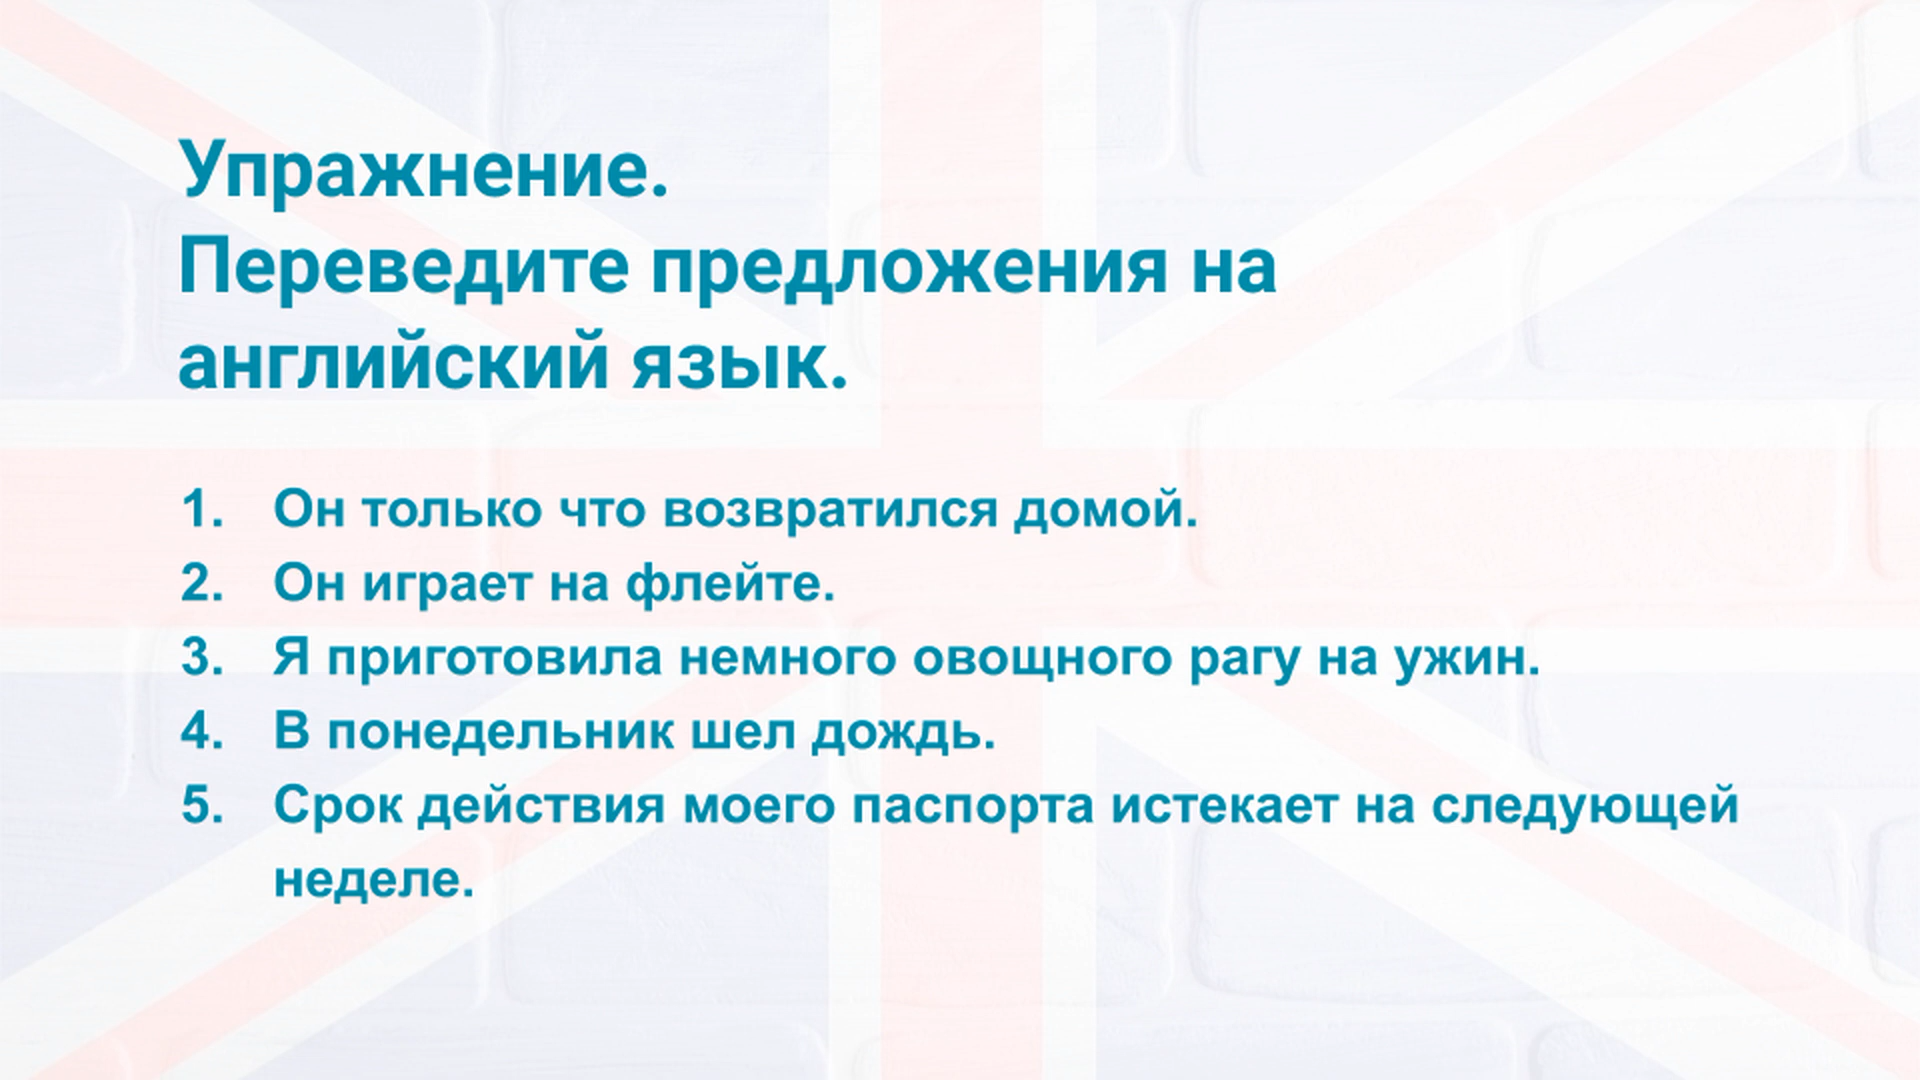 Упражнение.
Переведите предложения на
английский язык.
1. Он только что возвратился домой.
2. Он играет на флейте.
3. Я приготовила немного овощного рагу на ужин.
4. В понедельник шел дождь.
5. Срок действия моего паспорта истекает на следующей
неделе.